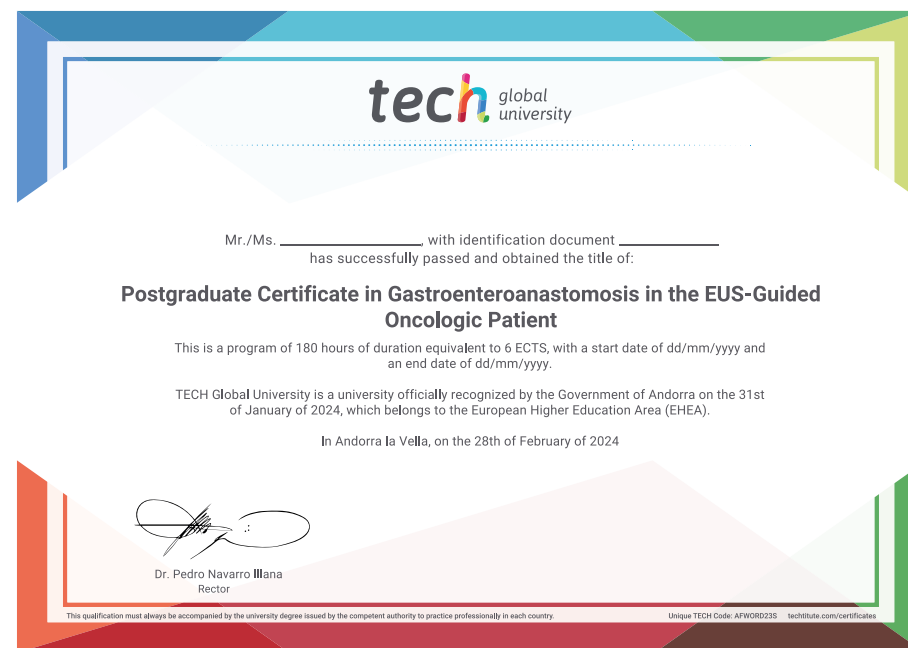 tech global university
Mr./Ms. ____________________, with identification document ______________
has successfully passed and obtained the title of:
Postgraduate Certificate in Gastroenteroanastomosis in the EUS-Guided
Oncologic Patient
This is a program of 180 hours of duration equivalent to 6 ECTS, with a start date of dd/mm/yyyy and
an end date of dd/mm/yyyy.
TECH Global University is a university officially recognized by the Government of Andorra on the 31st
of January of 2024, which belongs to the European Higher Education Area (EHEA).
In Andorra la Vella, on the 28th of February of 2024
Dr. Pedro Navarro Illana
Rector
This qualification must always be accompanied by the university degree issued by the competent authority to practice professionally in each country.
Unique TECH Code: AFWORD23S techtitute.com/certificates